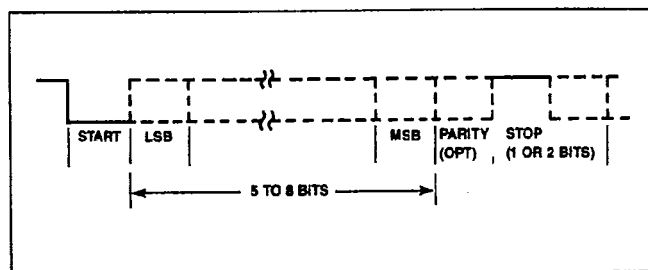 START LSB MSB PARITY STOP
(OPT) (1 OR 2 BITS)
5 TO 8 BITS